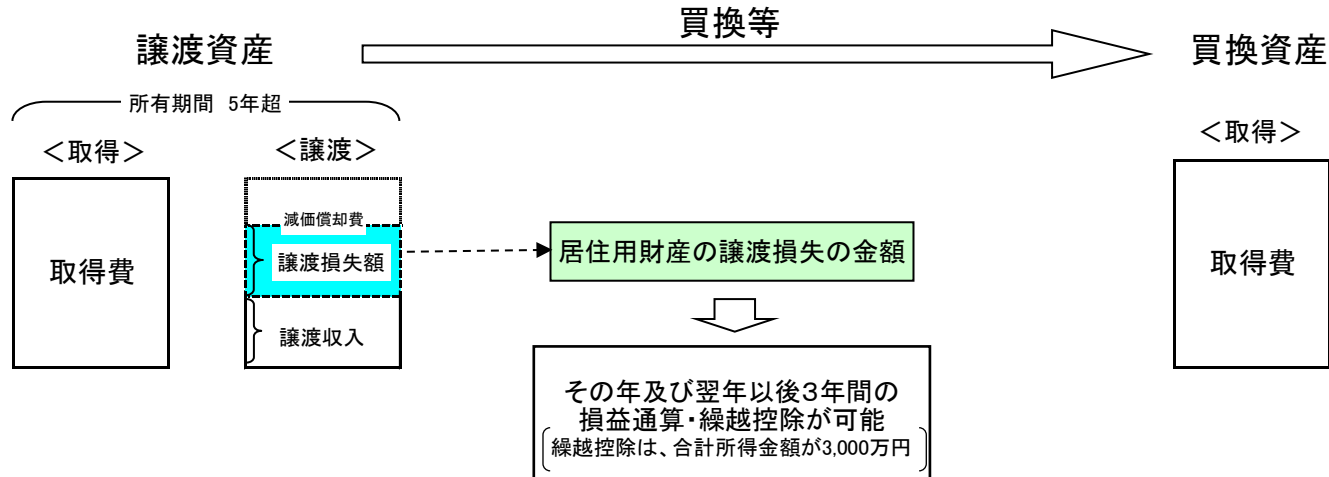 買換等
譲渡資産
買換資産
所有期間 5年超
＜取得＞
＜譲渡＞
＜取得＞
減価償却費
取得費
譲渡損失額
居住用財産の譲渡損失の金額
取得費
譲渡収入
その年及び翌年以後3年間の
損益通算・繰越控除が可能
繰越控除は、合計所得金額が3,000万円